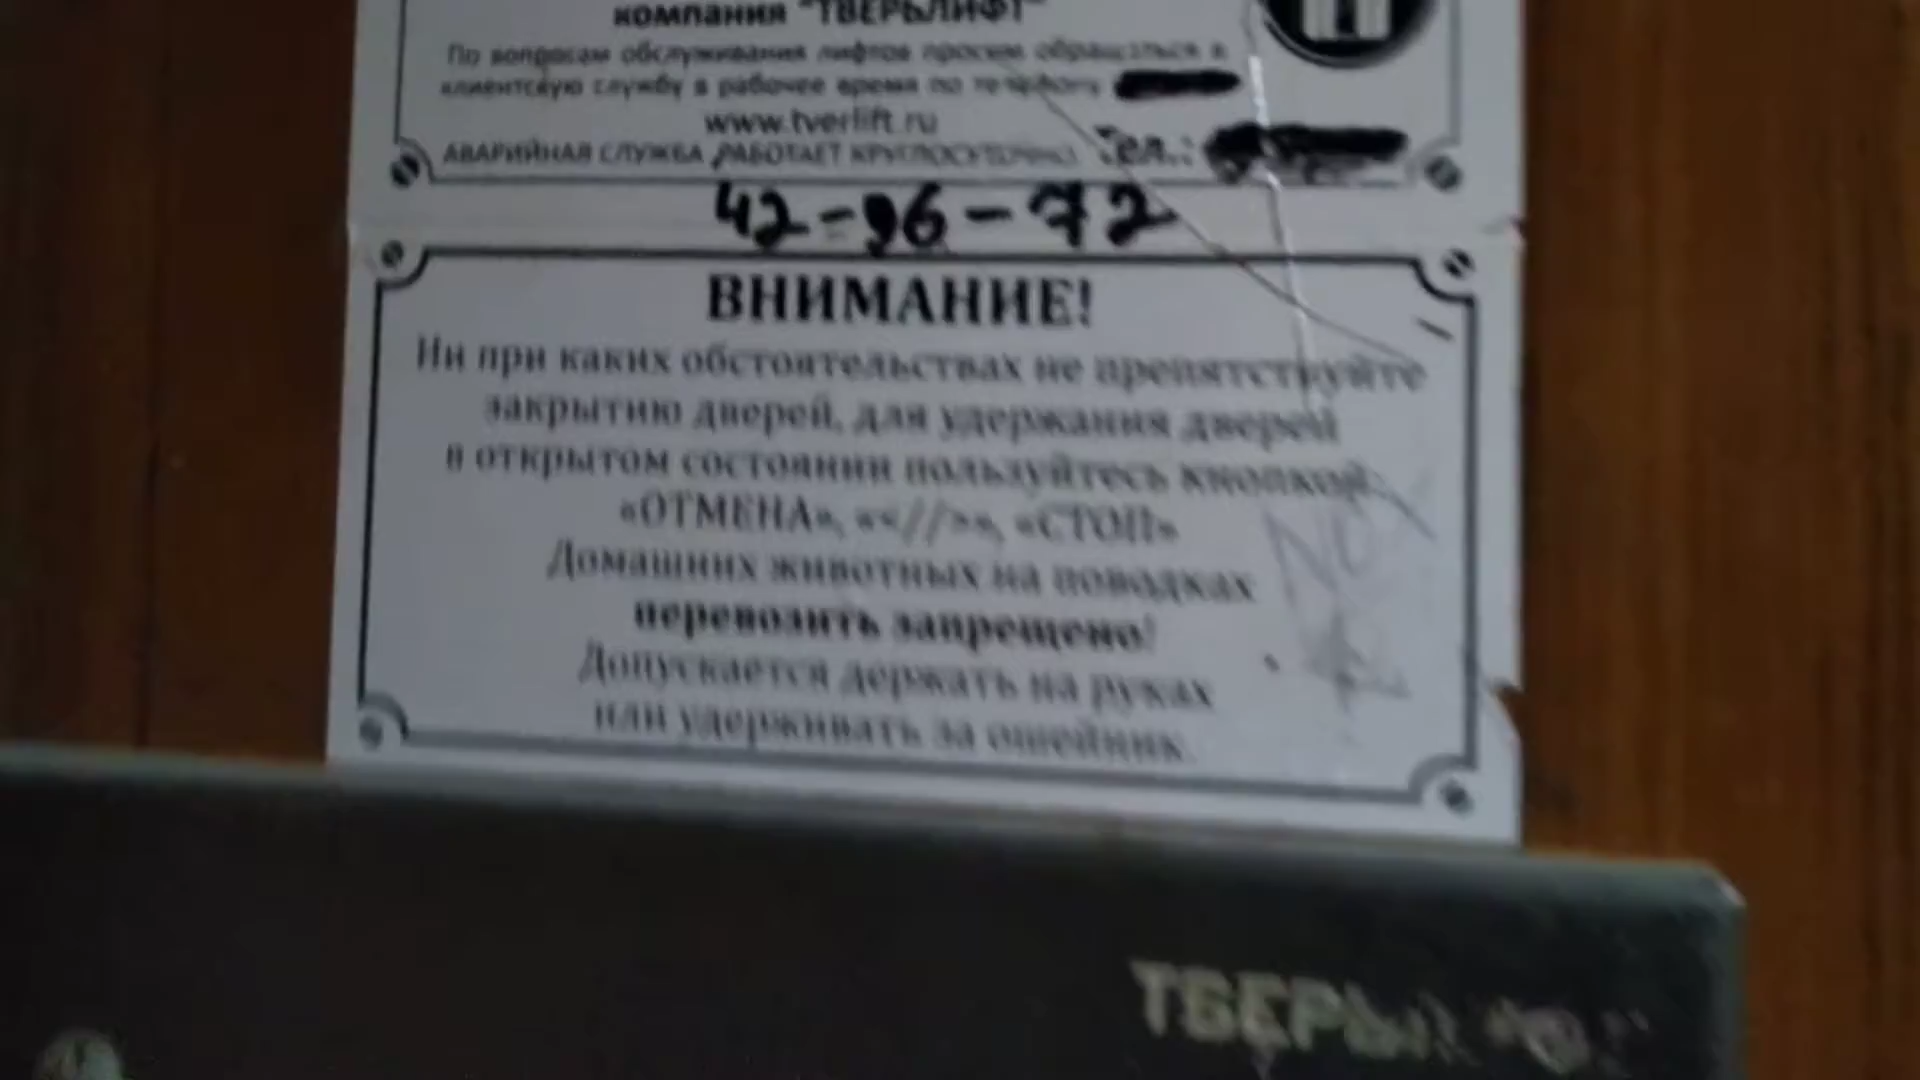 компания "ТВЕРЬЛИФТ"
По вопросам обслуживания лифтов просим обращаться в
клиентскую службу в рабочее время по телефону
www.tverlift.ru
АВАРИЙНАЯ СЛУЖБА РАБОТАЕТ КРУГЛОСУТОЧНО Тел.:
42-96-72
ВНИМАНИЕ!
Ни при каких обстоятельствах не препятствуйте
закрытию дверей, для удержания дверей
в открытом состоянии пользуйтесь кнопкой:
«ОТМЕНА», «<//>», «СТОП»
Домашних животных на поводках
перевозить запрещено!
Допускается держать на руках
или удерживать за ошейник.